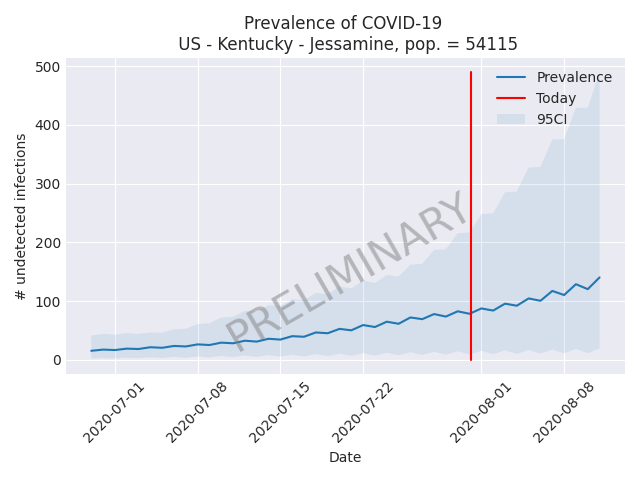 Prevalence of COVID-19
US - Kentucky - Jessamine, pop. = 54115
500
400
300
200
100
0
# undetected infections
Prevalence
Today
95CI
PRELIMINARY
2020-07-01
2020-07-08
2020-07-15
2020-07-22
2020-08-01
2020-08-08
Date